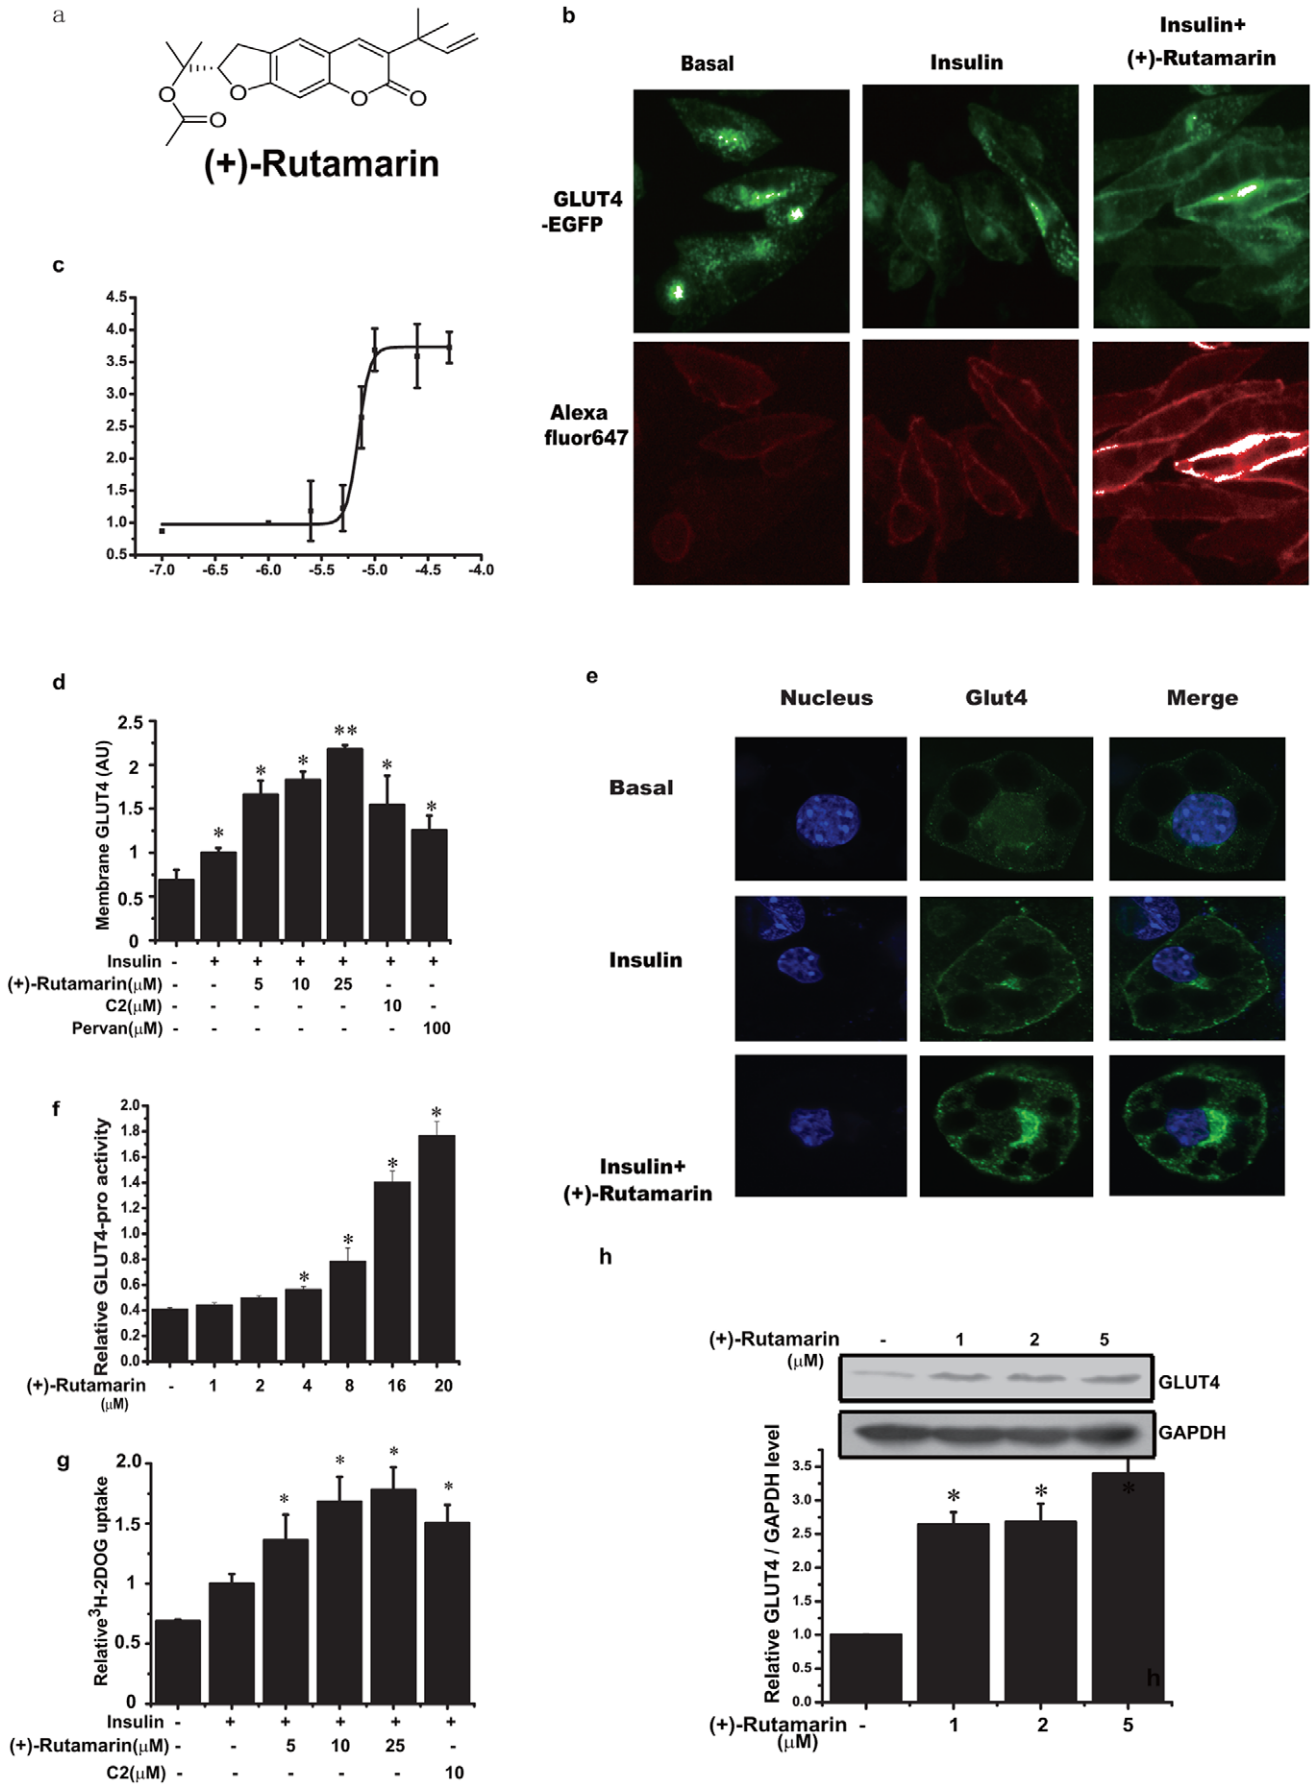 a
O
O
O
O
O
(+)-Rutamarin
b
Basal
Insulin
Insulin+
(+)-Rutamarin
GLUT4
-EGFP
Alexa
fluor647
c
4.5
4.0
3.5
3.0
2.5
2.0
1.5
1.0
0.5
-7.0 -6.5 -6.0 -5.5 -5.0 -4.5 -4.0
d
Membrane GLUT4 (AU)
2.5
2
1.5
1
0.5
0
* * * ** * *
Insulin - + + + + + +
(+)-Rutamarin(μM) - - 5 10 25 - -
C2(μM) - - - - - 10 -
Pervan(μM) - - - - - - 100
e
Nucleus Glut4 Merge
Basal
Insulin
Insulin+
(+)-Rutamarin
f
Relative GLUT4-pro activity
2.0
1.8
1.6
1.4
1.2
1.0
0.8
0.6
0.4
0.2
0.0
* * * *
(+)-Rutamarin - 1 2 4 8 16 20
(μM)
g
Relative ³H-2DOG uptake
2.0
1.5
1
0.5
0
* * * *
Insulin - + + + + +
(+)-Rutamarin(μM) - - 5 10 25 -
C2(μM) - - - - - 10
h
(+)-Rutamarin - 1 2 5
(μM)
GLUT4
GAPDH
Relative GLUT4 / GAPDH level
3.5
3.0
2.5
2.0
1.5
1.0
0.5
0.0
* * *
h
(+)-Rutamarin - 1 2 5
(μM)